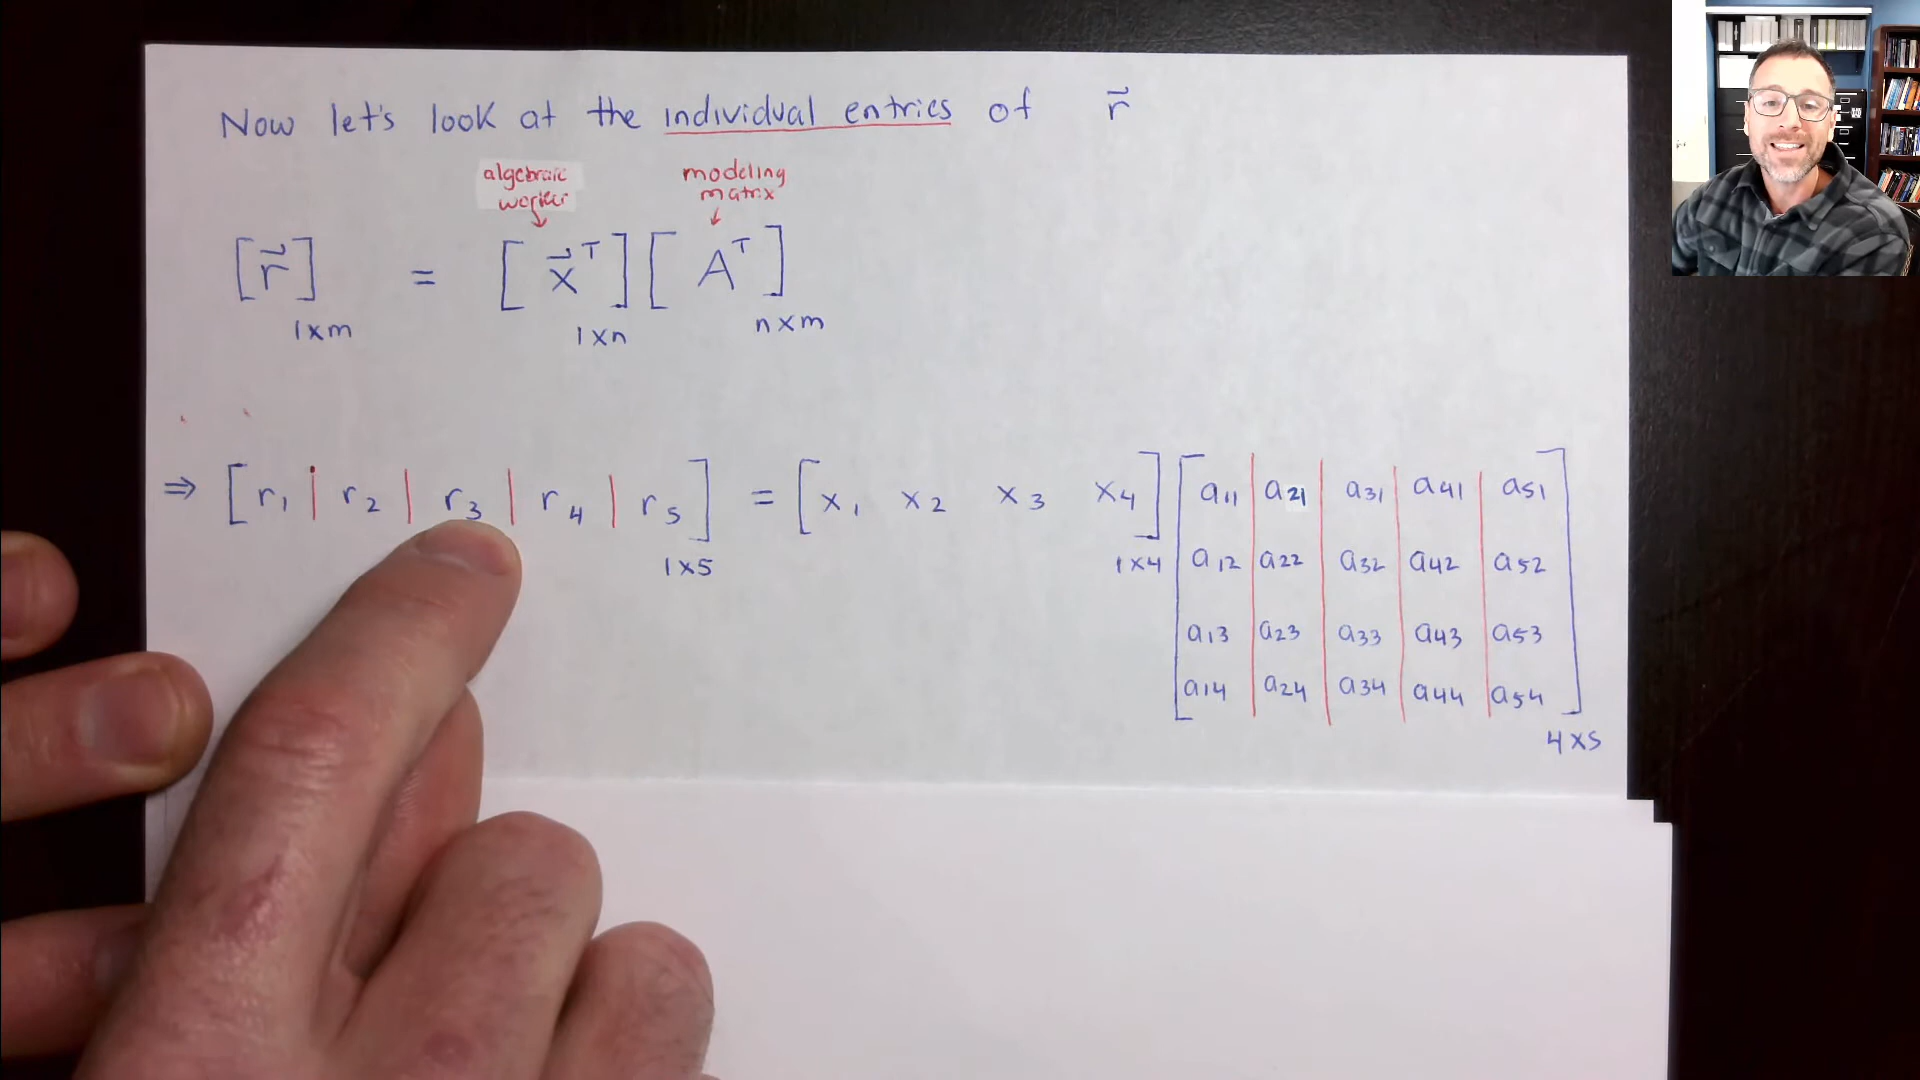 Now let's look at the individual entries of r⃗
algebraic modeling
matrix
[r⃗] = [x⃗ᵀ][Aᵀ]
1xm 1xn nxm
⇒ [r₁ | r₂ | r₃ | r₄ | r₅] = [x₁ x₂ x₃ x₄] [a₁₁ | a₂₁ | a₃₁ | a₄₁ | a₅₁]
1x5 1x4 a₁₂ | a₂₂ | a₃₂ | a₄₂ | a₅₂
a₁₃ | a₂₃ | a₃₃ | a₄₃ | a₅₃
a₁₄ | a₂₄ | a₃₄ | a₄₄ | a₅₄
4x5